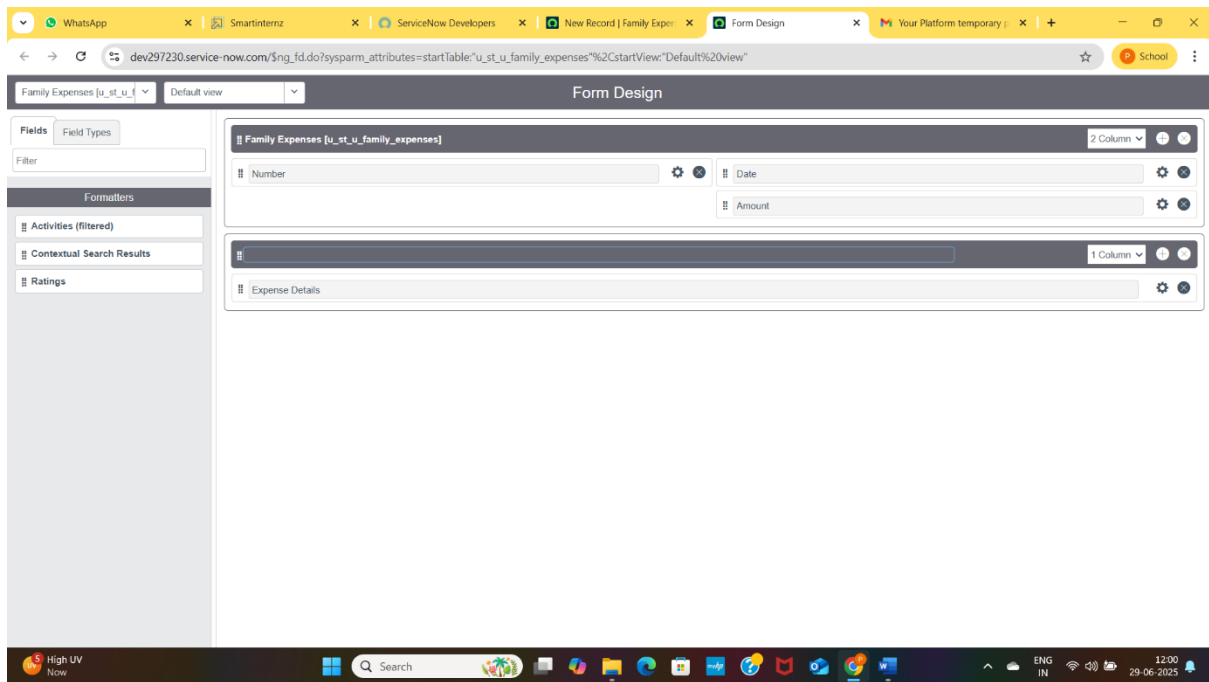 WhatsApp
Smartinternz
ServiceNow Developers
New Record | Family Expen
Form Design
Your Platform temporary p
dev297230.service-now.com/$ng_fd.do?sysparm_attributes=startTable:"u_st_u_family_expenses"%2CstartView:"Default%20view"
P School
Family Expenses [u_st_u_f
Default view
Form Design
Fields
Field Types
Filter
Formatters
Activities (filtered)
Contextual Search Results
Ratings
Family Expenses [u_st_u_family_expenses]
2 Column
Number
Date
Amount
1 Column
Expense Details
5
UV
High UV
Now
Search
ENG
IN
12:00
29-06-2025